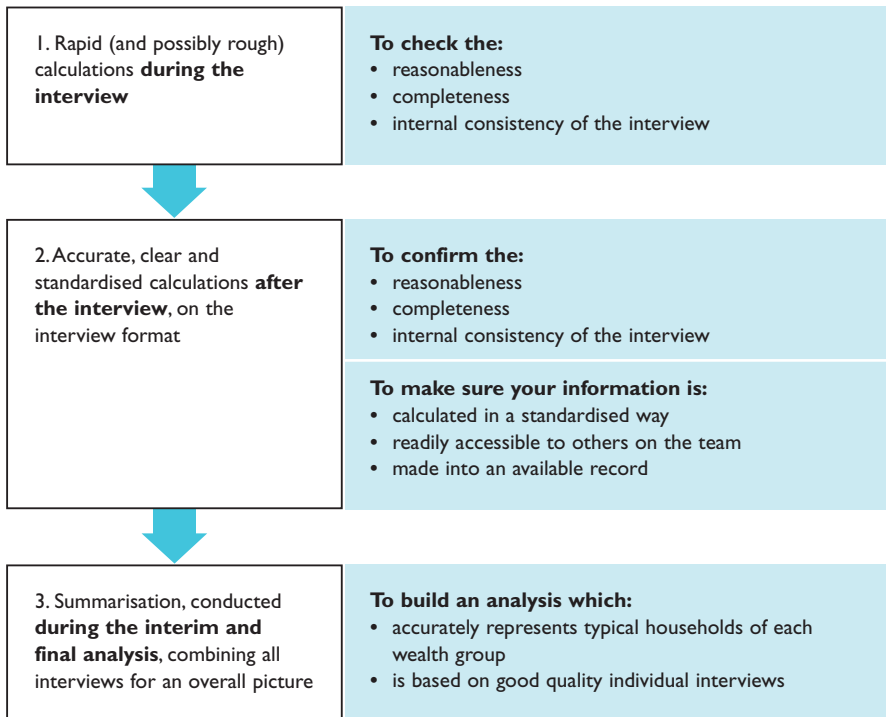 1. Rapid (and possibly rough)
calculations during the
interview
To check the:
• reasonableness
• completeness
• internal consistency of the interview
2. Accurate, clear and
standardised calculations after
the interview, on the
interview format
To confirm the:
• reasonableness
• completeness
• internal consistency of the interview
To make sure your information is:
• calculated in a standardised way
• readily accessible to others on the team
• made into an available record
3. Summarisation, conducted
during the interim and
final analysis, combining all
interviews for an overall picture
To build an analysis which:
• accurately represents typical households of each
wealth group
• is based on good quality individual interviews